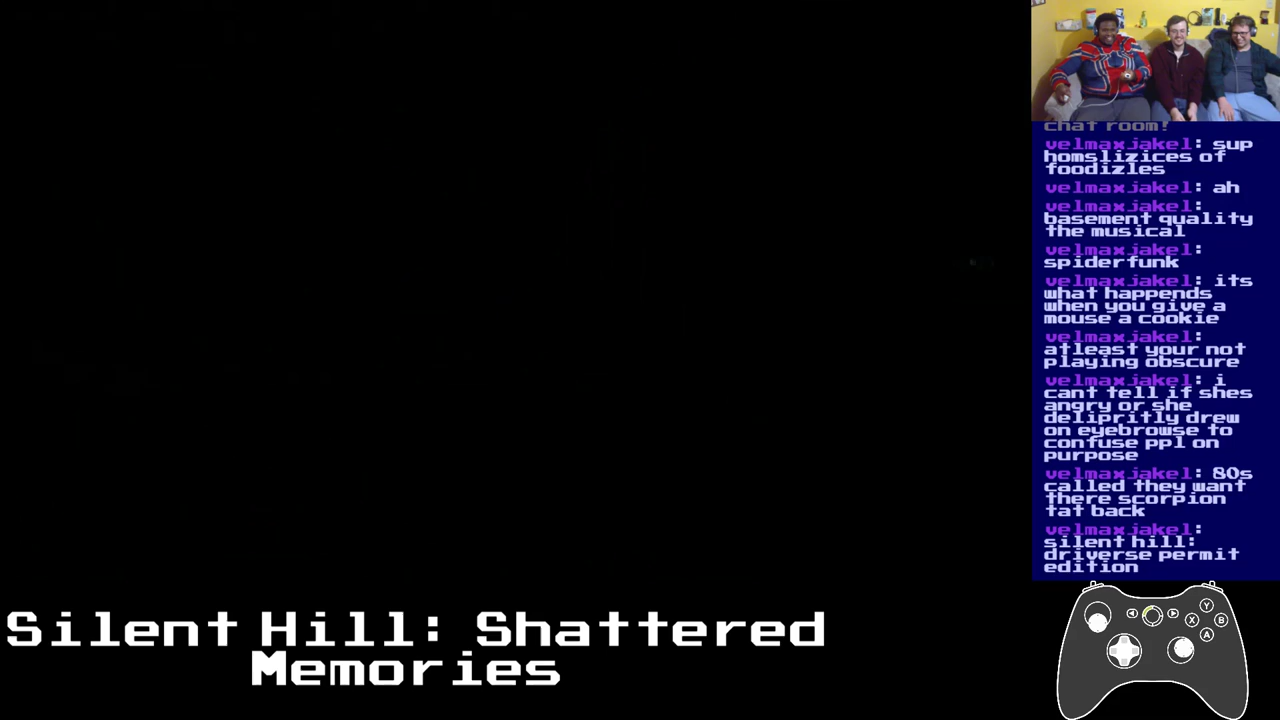 chat room!
velmaxjakel: sup
homslizices of
foodizles
velmaxjakel: ah
velmaxjakel:
basement quality
the musical
velmaxjakel:
spiderfunk
velmaxjakel: its
what happends
when you give a
mouse a cookie
velmaxjakel:
atleast your not
playing obscure
velmaxjakel: i
cant tell if shes
angry or she
delipritly drew
on eyebrowse to
confuse ppl on
purpose
velmaxjakel: 80s
called they want
there scorpion
tat back
velmaxjakel:
silent hill:
driverse permit
edition
Silent Hill: Shattered
Memories
Y
X
B
A